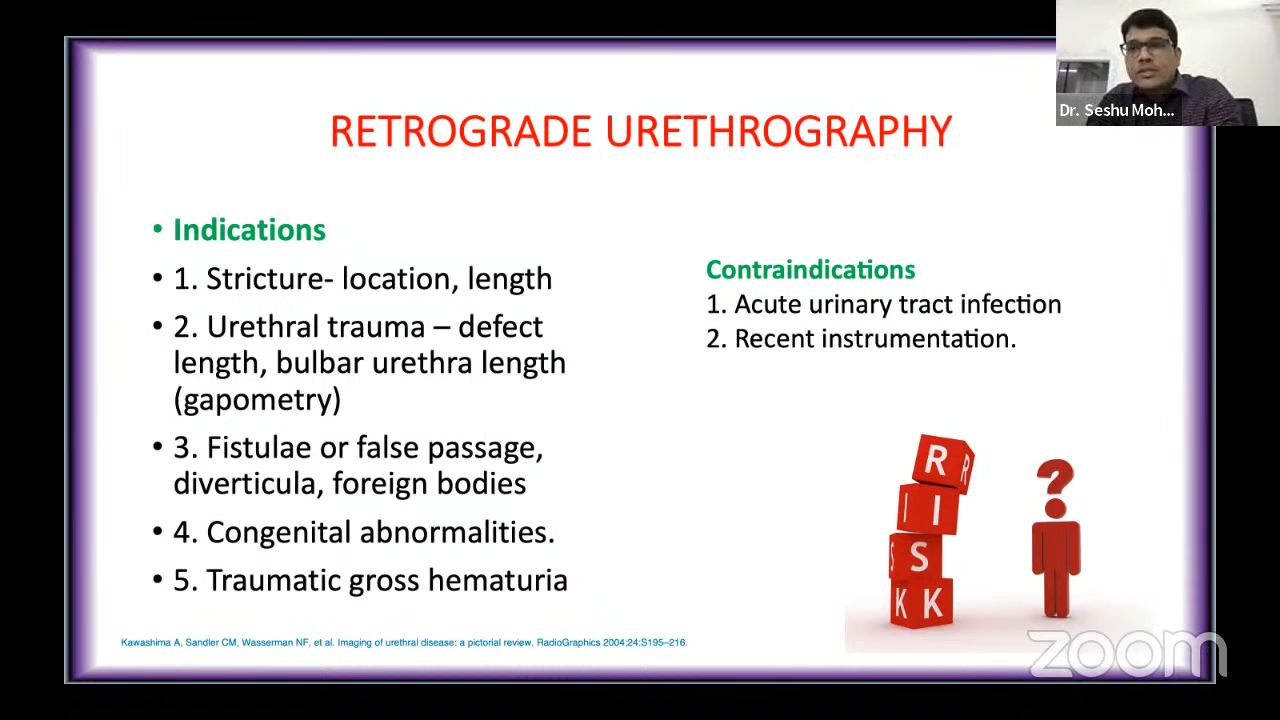 Dr. Seshu Moh...
RETROGRADE URETHROGRAPHY
• Indications
• 1. Stricture- location, length
• 2. Urethral trauma – defect
length, bulbar urethra length
(gapometry)
• 3. Fistulae or false passage,
diverticula, foreign bodies
• 4. Congenital abnormalities.
• 5. Traumatic gross hematuria
Contraindications
1. Acute urinary tract infection
2. Recent instrumentation.
R R
I I
S S
K K
?
Kawashima A, Sandler CM, Wasserman NF, et al. Imaging of urethral disease: a pictorial review. RadioGraphics 2004;24:S195–216.
zoom